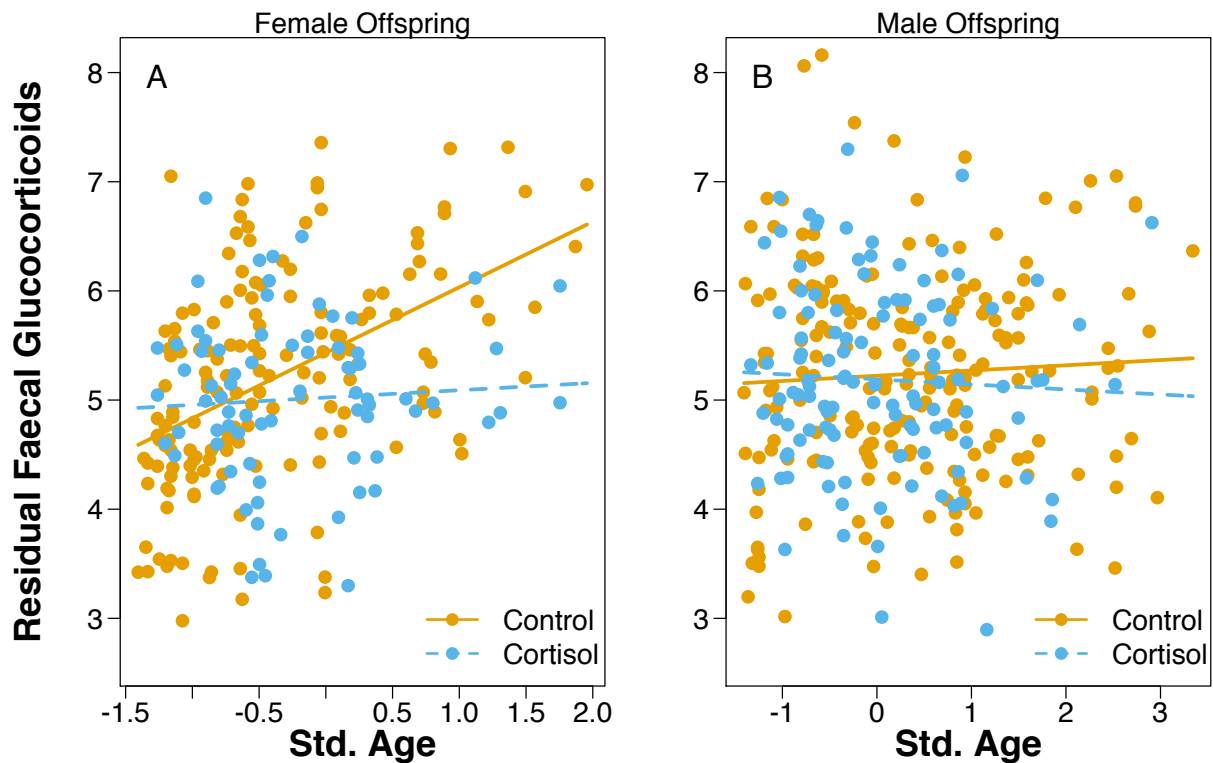 Female Offspring
Male Offspring
Residual Faecal Glucocorticoids
A
8
7
6
5
4
3
Control
Cortisol
-1.5 -0.5 0.5 1.0 1.5 2.0
Std. Age
B
8
7
6
5
4
3
Control
Cortisol
-1 0 1 2 3
Std. Age